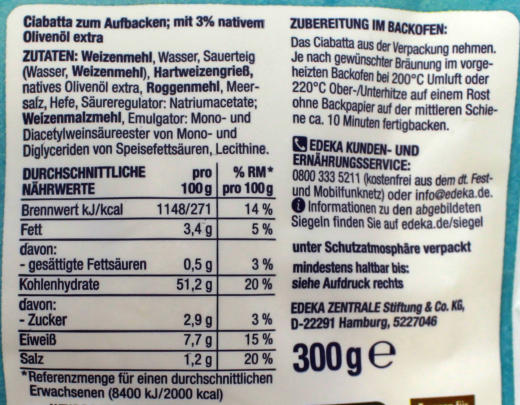 Ciabatta zum Aufbacken; mit 3% nativem
Olivenöl extra
ZUTATEN: Weizenmehl, Wasser, Sauerteig
(Wasser, Weizenmehl), Hartweizengrieß,
natives Olivenöl extra, Roggenmehl, Meer-
salz, Hefe, Säureregulator: Natriumacetate;
Weizenmalzmehl, Emulgator: Mono- und
Diacetylweinsäureester von Mono- und
Diglyceriden von Speisefettsäuren, Lecithine.
DURCHSCHNITTLICHE pro % RM*
NÄHRWERTE 100g pro 100g
Brennwert kJ/kcal 1148/271 14 %
Fett 3,4 g 5 %
davon:
- gesättigte Fettsäuren 0,5 g 3 %
Kohlenhydrate 51,2 g 20 %
davon:
- Zucker 2,9 g 3 %
Eiweiß 7,7 g 15 %
Salz 1,2 g 20 %
*Referenzmenge für einen durchschnittlichen
Erwachsenen (8400 kJ/2000 kcal)
ZUBEREITUNG IM BACKOFEN:
Das Ciabatta aus der Verpackung nehmen.
Je nach gewünschter Bräunung im vorge-
heizten Backofen bei 200°C Umluft oder
220°C Ober-/Unterhitze auf einem Rost
ohne Backpapier auf der mittleren Schie-
ne ca. 10 Minuten fertigbacken.
EDEKA KUNDEN- UND
ERNÄHRUNGSSERVICE:
0800 333 5211 (kostenfrei aus dem dt. Fest-
und Mobilfunknetz) oder info@edeka.de.
i Informationen zu den abgebildeten
Siegeln finden Sie auf edeka.de/siegel
unter Schutzatmosphäre verpackt
mindestens haltbar bis:
siehe Aufdruck rechts
EDEKA ZENTRALE Stiftung & Co. KG,
D-22291 Hamburg, 5227046
300g e